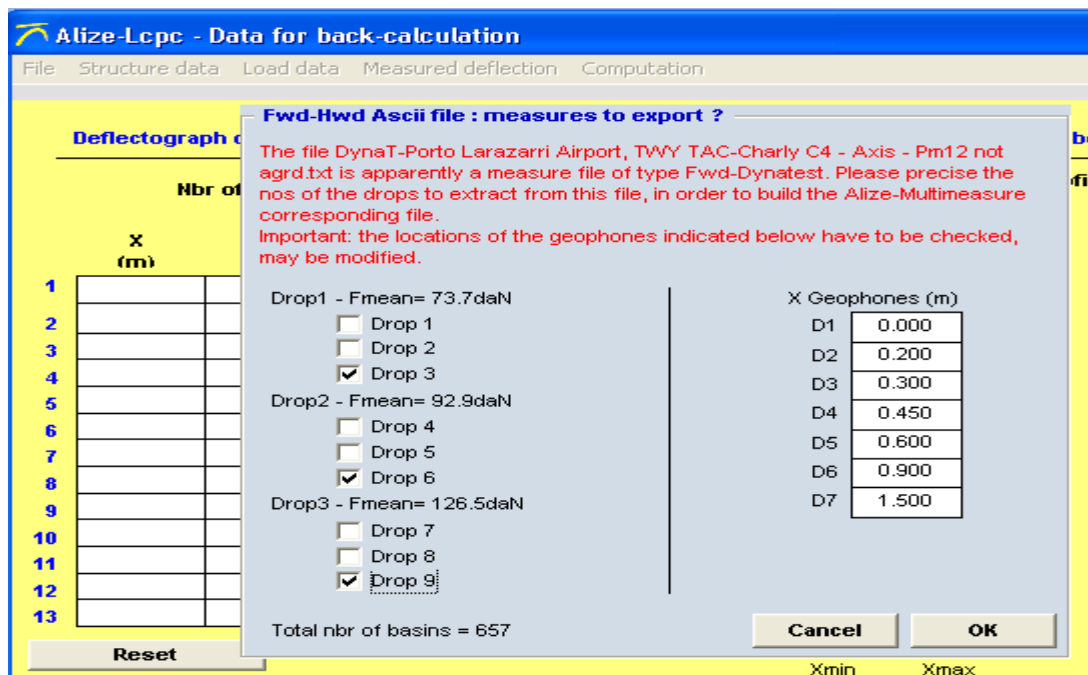 Alize-Lcpc - Data for back-calculation
File Structure data Load data Measured deflection Computation
Fwd-Hwd Ascii file : measures to export ?
Deflectograph
The file DynaT-Porto Larazarri Airport, TWY TAC-Charly C4 - Axis - Pm12 not
agrd.txt is apparently a measure file of type Fwd-Dynatest. Please precise the
nos of the drops to extract from this file, in order to build the Alize-Multimeasure
corresponding file.
Important: the locations of the geophones indicated below have to be checked,
may be modified.
Nbr of
X
(m)
1
2
3
4
5
6
7
8
9
10
11
12
13
Drop1 - Fmean= 73.7daN
Drop 1
Drop 2
Drop 3
Drop2 - Fmean= 92.9daN
Drop 4
Drop 5
Drop 6
Drop3 - Fmean= 126.5daN
Drop 7
Drop 8
Drop 9
X Geophones (m)
D1 0.000
D2 0.200
D3 0.300
D4 0.450
D5 0.600
D6 0.900
D7 1.500
Total nbr of basins = 657
Cancel OK
Reset
Xmin Xmax